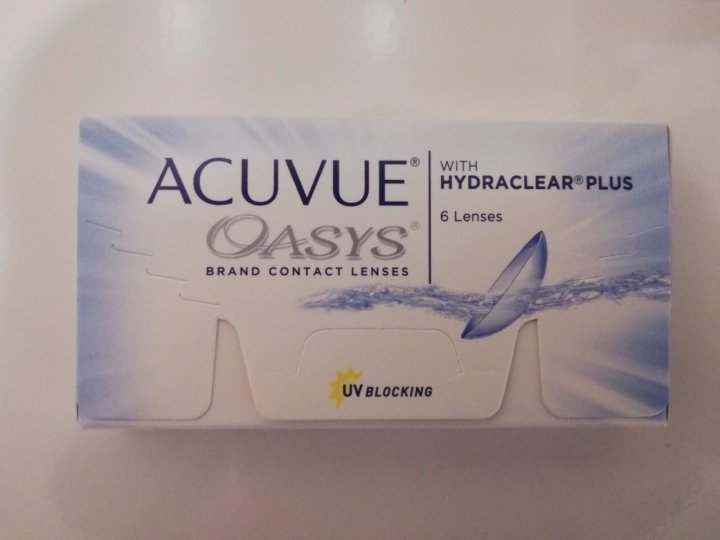 ACUVUE®
OASYS®
BRAND CONTACT LENSES
WITH
HYDRACLEAR® PLUS
6 Lenses
UV BLOCKING